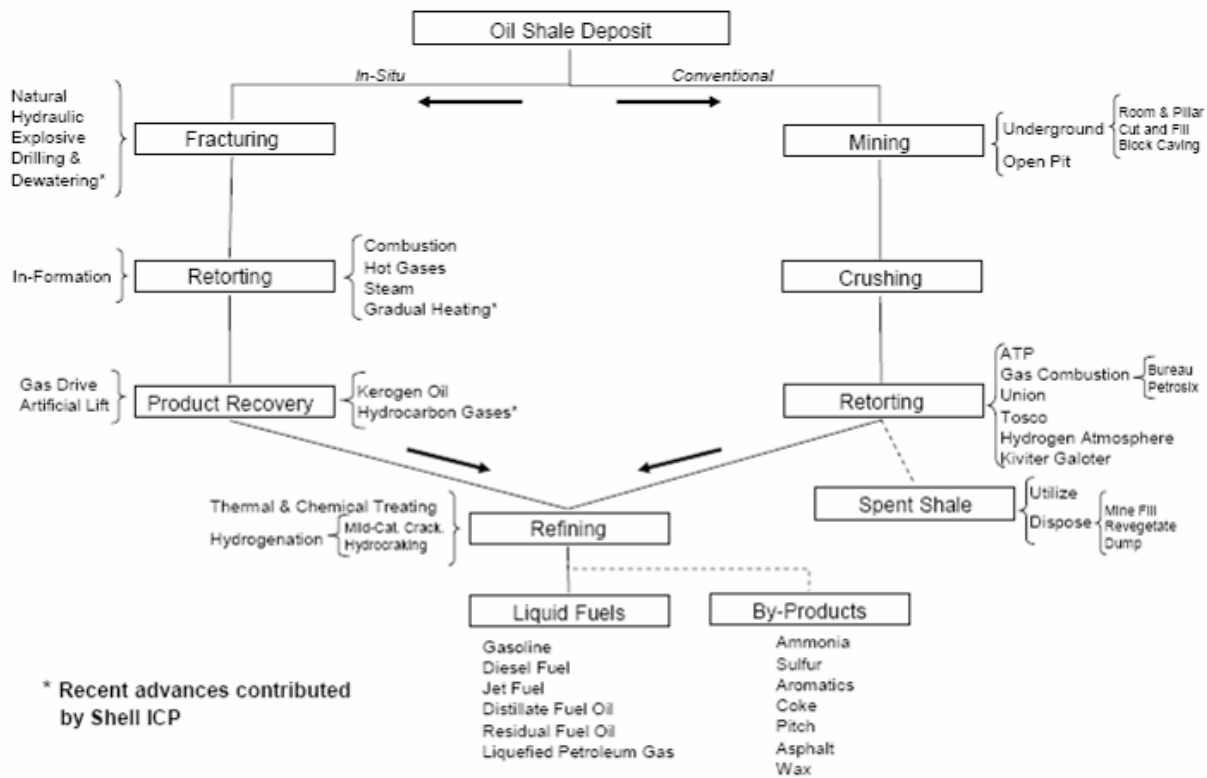 Oil Shale Deposit
In-Situ
Conventional
Natural
Hydraulic
Explosive
Drilling &
Dewatering*
Fracturing
Mining
Underground
Open Pit
Room & Pillar
Cut and Fill
Block Caving
In-Formation
Retorting
Combustion
Hot Gases
Steam
Gradual Heating*
Crushing
Gas Drive
Artificial Lift
Product Recovery
Kerogen Oil
Hydrocarbon Gases*
Retorting
ATP
Gas Combustion
Union
Tosco
Hydrogen Atmosphere
Kiviter Galoter
Bureau
Petrosix
Thermal & Chemical Treating
Hydrogenation
Mild-Cat. Crack.
Hydrocraking
Refining
Spent Shale
Utilize
Dispose
Mine Fill
Revegetate
Dump
Liquid Fuels
Gasoline
Diesel Fuel
Jet Fuel
Distillate Fuel Oil
Residual Fuel Oil
Liquefied Petroleum Gas
By-Products
Ammonia
Sulfur
Aromatics
Coke
Pitch
Asphalt
Wax
* Recent advances contributed
by Shell ICP